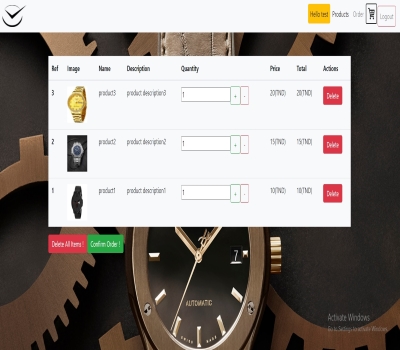 Hello test Products Order Logout
Ref Image Name Description Quantity Price Total Actions
3 product3 product description3 1 + - 20(TND) 20(TND) Delete
2 product2 product description2 1 + - 15(TND) 15(TND) Delete
1 product1 product description1 1 + - 10(TND) 10(TND) Delete
Delete All Items ! Confirm Order !
7
AUTOMATIC
Activate Windows
Go to Settings to activate Windows.